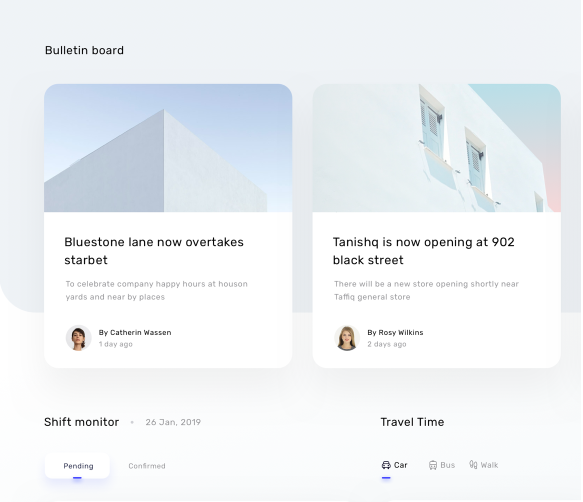 Bulletin board
Bluestone lane now overtakes
starbet
To celebrate company happy hours at houson
yards and near by places
By Catherin Wassen
1 day ago
Tanishq is now opening at 902
black street
There will be a new store opening shortly near
Taffiq general store
By Rosy Wilkins
2 days ago
Shift monitor • 26 Jan, 2019
Pending Confirmed
Travel Time
Car Bus Walk